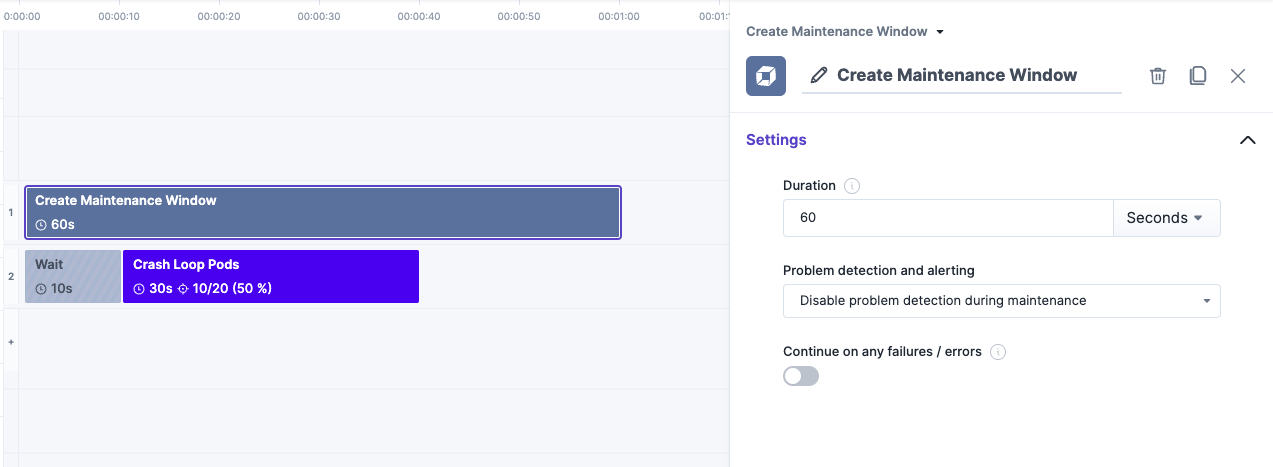 0:00:00 00:00:10 00:00:20 00:00:30 00:00:40 00:00:50 00:01:00 00:01:1
Create Maintenance Window
Create Maintenance Window
Settings
Duration
60 Seconds
Problem detection and alerting
Disable problem detection during maintenance
Continue on any failures / errors
1
Create Maintenance Window
60s
2
Wait
10s
Crash Loop Pods
30s 10/20 (50 %)
+